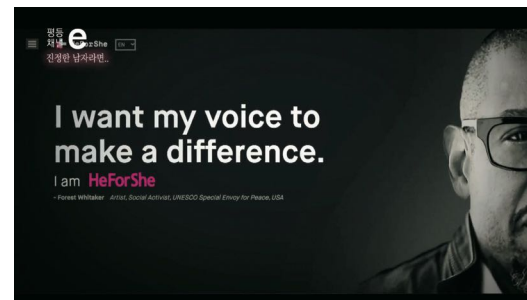 평등
채널 e
HeForShe EN
진정한 남자라면..
I want my voice to
make a difference.
I am HeForShe
- Forest Whitaker Artist, Social Activist, UNESCO Special Envoy for Peace, USA